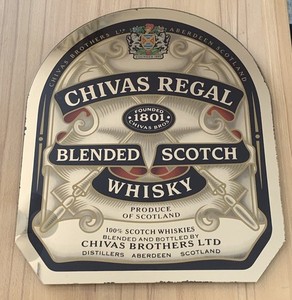 CHIVAS BROTHERS LTD ABERDEEN SCOTLAND
CHIVAS REGAL
FOUNDED
1801
CHIVAS BROS
BLENDED SCOTCH
WHISKY
PRODUCE
OF SCOTLAND
100% SCOTCH WHISKIES
BLENDED AND BOTTLED BY
CHIVAS BROTHERS LTD
DISTILLERS ABERDEEN SCOTLAND